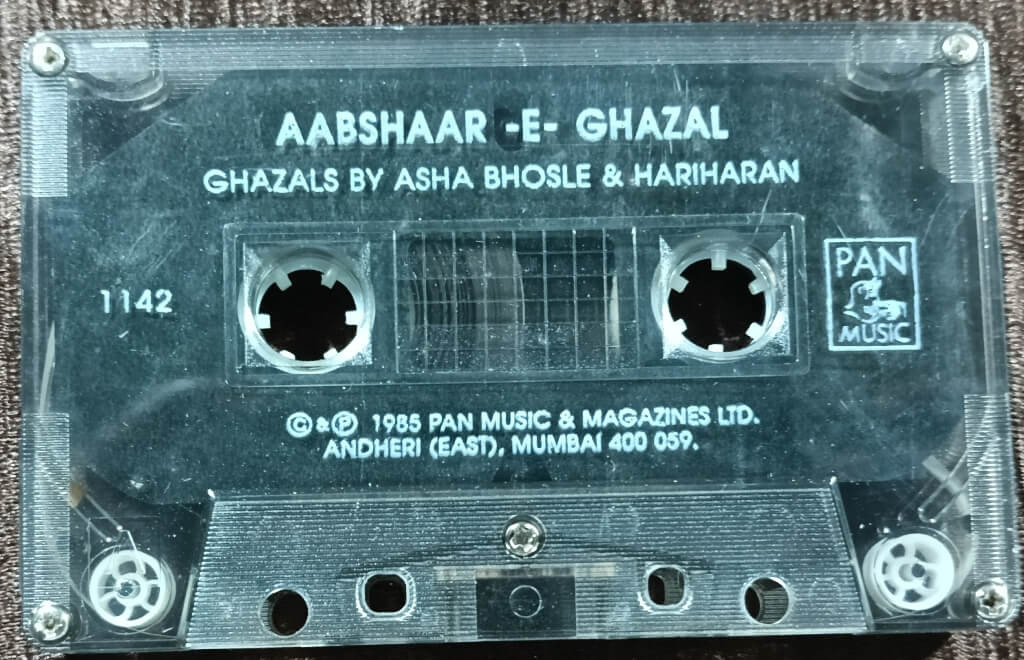 AABSHAAR -E- GHAZAL
GHAZALS BY ASHA BHOSLE & HARIHARAN
1142
PAN
MUSIC
© & ℗ 1985 PAN MUSIC & MAGAZINES LTD.
ANDHERI (EAST), MUMBAI 400 059.